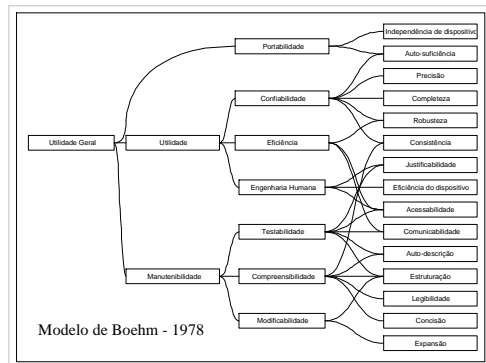 Portabilidade
Independência de dispositivo
Auto-suficiência
Precisão
Confiabilidade
Completeza
Robusteza
Utilidade Geral
Utilidade
Eficiência
Consistência
Justificabilidade
Engenharia Humana
Eficiência do dispositivo
Acessabilidade
Testabilidade
Comunicabilidade
Auto-descrição
Manutenibilidade
Compreensibilidade
Estruturação
Legibilidade
Modificabilidade
Concisão
Expansão
Modelo de Boehm - 1978